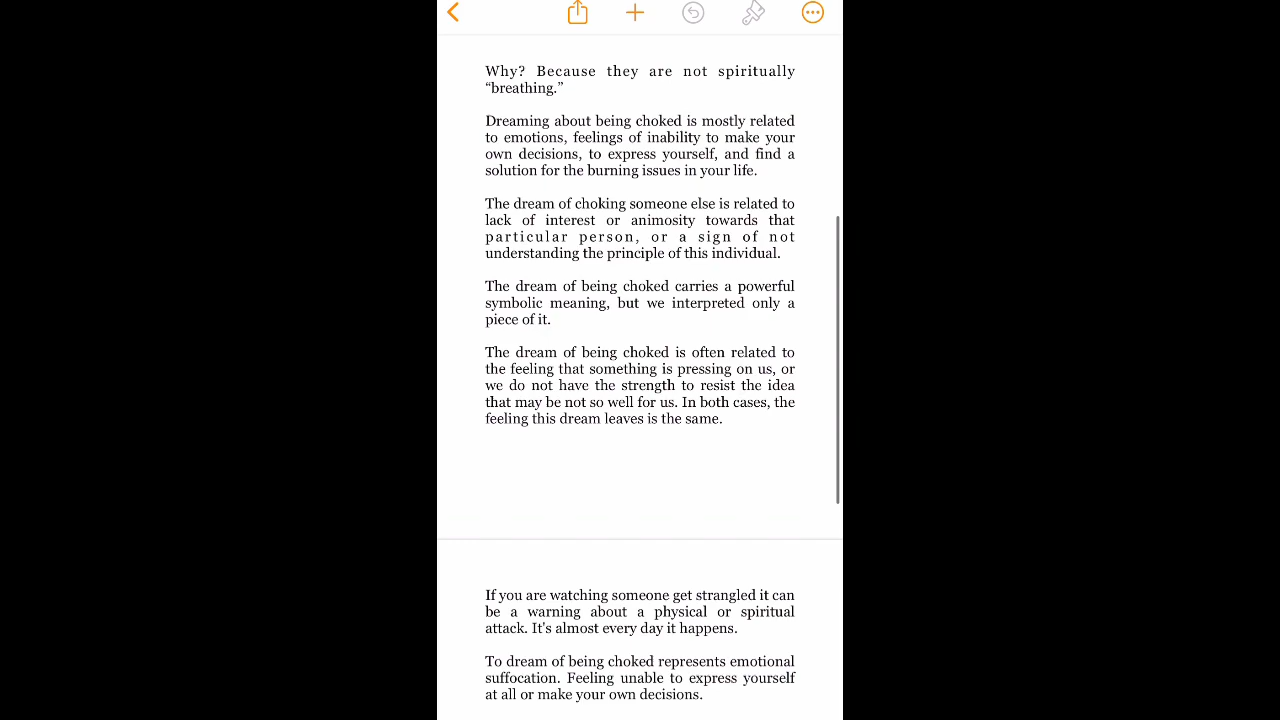 Why? Because they are not spiritually
“breathing.”
Dreaming about being choked is mostly related
to emotions, feelings of inability to make your
own decisions, to express yourself, and find a
solution for the burning issues in your life.
The dream of choking someone else is related to
lack of interest or animosity towards that
particular person, or a sign of not
understanding the principle of this individual.
The dream of being choked carries a powerful
symbolic meaning, but we interpreted only a
piece of it.
The dream of being choked is often related to
the feeling that something is pressing on us, or
we do not have the strength to resist the idea
that may be not so well for us. In both cases, the
feeling this dream leaves is the same.
If you are watching someone get strangled it can
be a warning about a physical or spiritual
attack. It's almost every day it happens.
To dream of being choked represents emotional
suffocation. Feeling unable to express yourself
at all or make your own decisions.